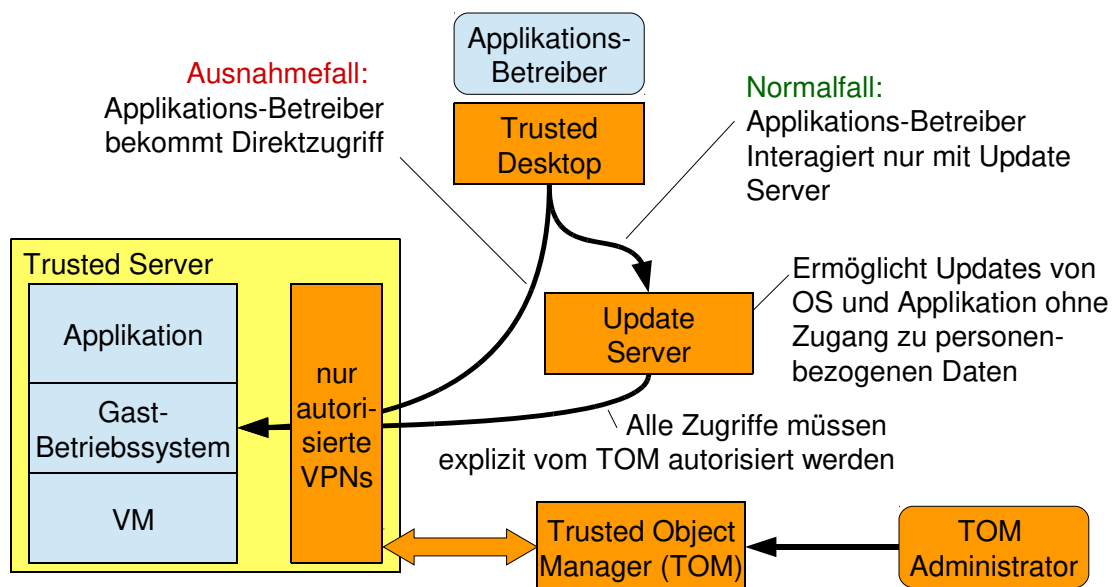 Applikations-
Betreiber
Ausnahmefall:
Applikations-Betreiber
bekommt Direktzugriff
Trusted
Desktop
Normalfall:
Applikations-Betreiber
Interagiert nur mit Update
Server
Trusted Server
Applikation
Gast-
Betriebssystem
VM
nur
autori-
sierte
VPNs
Update
Server
Ermöglicht Updates von
OS und Applikation ohne
Zugang zu personen-
bezogenen Daten
Alle Zugriffe müssen
explizit vom TOM autorisiert werden
Trusted Object
Manager (TOM)
TOM
Administrator